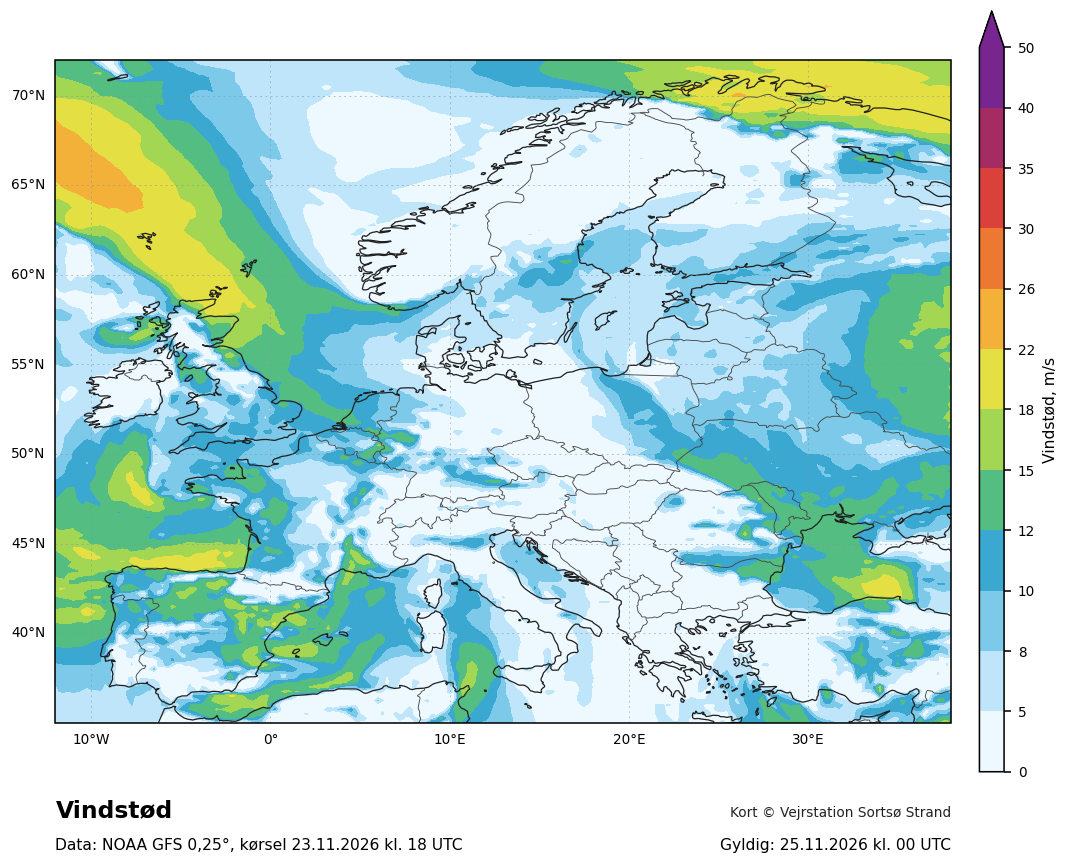 50
40
35
30
26
22
18
15
12
10
8
5
0
Vindstød, m/s
70°N
65°N
60°N
55°N
50°N
45°N
40°N
10°W
0°
10°E
20°E
30°E
Vindstød
Kort © Vejrstation Sortsø Strand
Data: NOAA GFS 0,25°, kørsel 23.11.2026 kl. 18 UTC
Gyldig: 25.11.2026 kl. 00 UTC